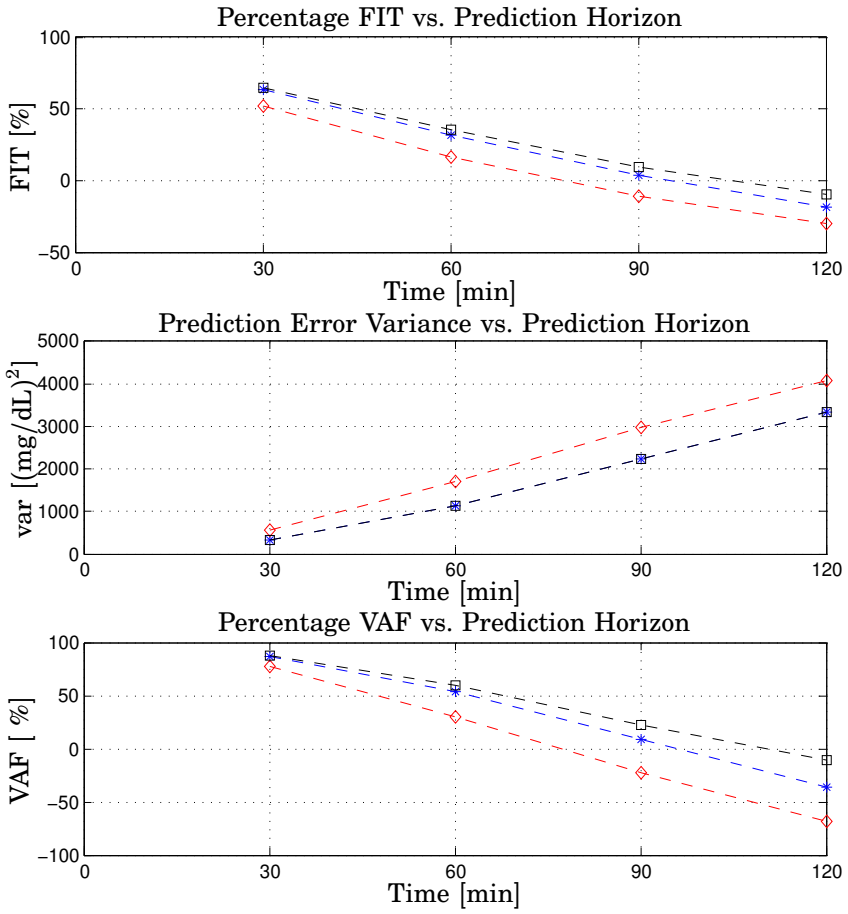 Percentage FIT vs. Prediction Horizon
100
50
0
−50
FIT [%]
0 30 60 90 120
Time [min]
Prediction Error Variance vs. Prediction Horizon
5000
4000
3000
2000
1000
0
var [(mg/dL)^2]
0 30 60 90 120
Time [min]
Percentage VAF vs. Prediction Horizon
100
50
0
−50
−100
VAF [ %]
0 30 60 90 120
Time [min]